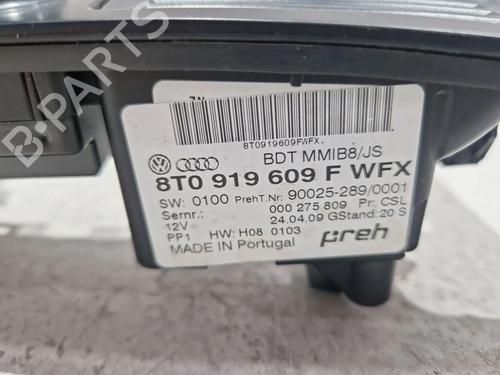 8T0919609FWFX.
BDT MMIB8/JS
8T0 919 609 F WFX
SW: 0100 PrehT.Nr: 90025-289/0001
Sernr.: 000 275 809 Pr: CSL
12V 24.04.09 GStand: 20 S
PP1 HW: H08 0103
MADE IN Portugal preh
B-PARTS